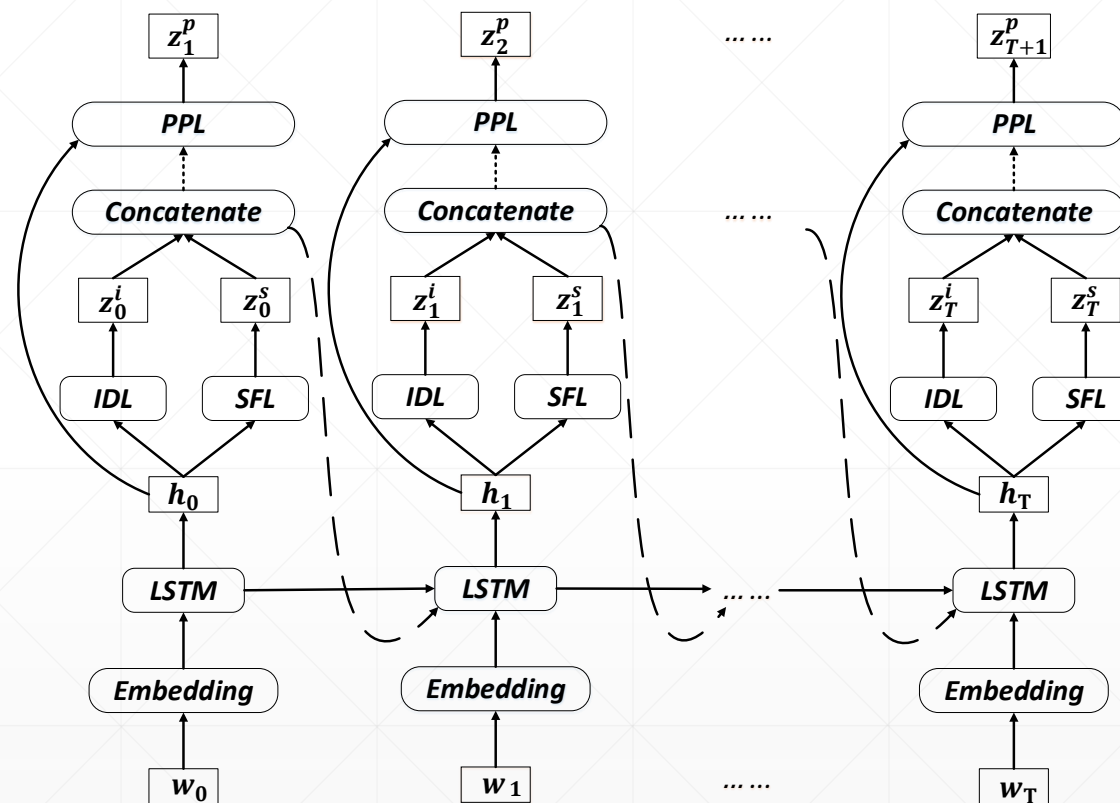 z_1^p z_2^p ... ... z_{T+1}^p
PPL PPL PPL
Concatenate Concatenate ... ... Concatenate
z_0^i z_0^s z_1^i z_1^s z_T^i z_T^s
IDL SFL IDL SFL IDL SFL
h_0 h_1 h_T
LSTM LSTM ... ... LSTM
Embedding Embedding Embedding
w_0 w_1 ... ... w_T